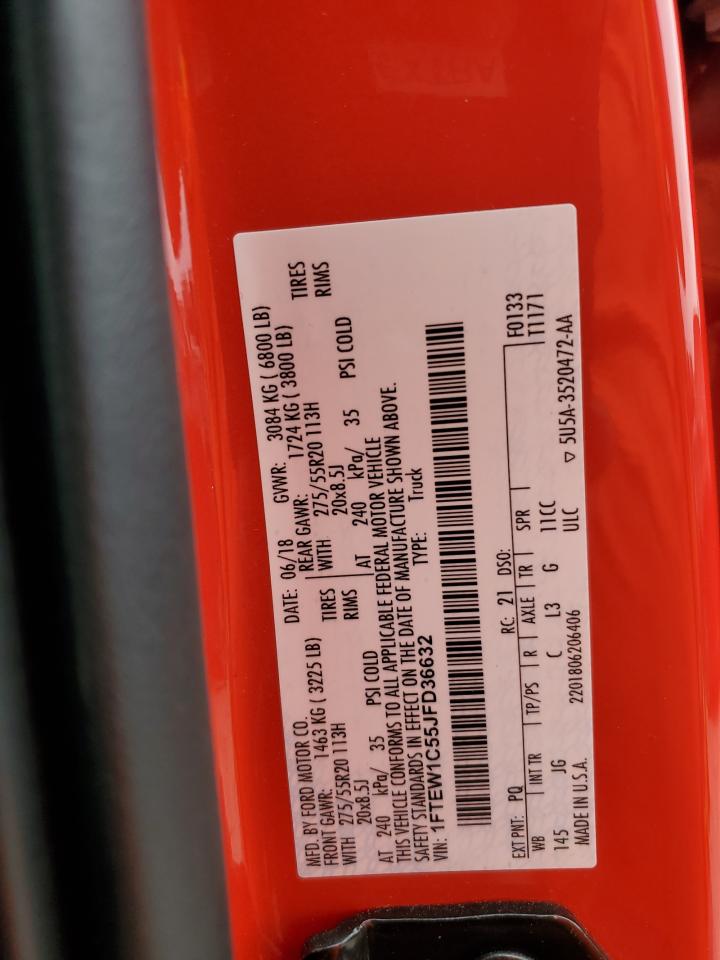 MFD. BY FORD MOTOR CO. DATE: 06/18 GVWR: 3084 KG ( 6800 LB)
FRONT GAWR: 1463 KG ( 3225 LB) REAR GAWR: 1724 KG ( 3800 LB)
WITH 275/55R20 113H TIRES WITH 275/55R20 113H TIRES
20x8.5J RIMS 20x8.5J RIMS
AT 240 kPa/ 35 PSI COLD AT 240 kPa/ 35 PSI COLD
THIS VEHICLE CONFORMS TO ALL APPLICABLE FEDERAL MOTOR VEHICLE
SAFETY STANDARDS IN EFFECT ON THE DATE OF MANUFACTURE SHOWN ABOVE.
VIN: 1FTEW1C55JFD36632 TYPE: Truck
EXT PNT: PQ RC: 21 DSO: F0133
WB INT TR TP/PS R AXLE TR SPR T1171
145 JG C L3 G 11CC
MADE IN U.S.A. 2201806206406 ULC ▽ 5U5A-3520472-AA